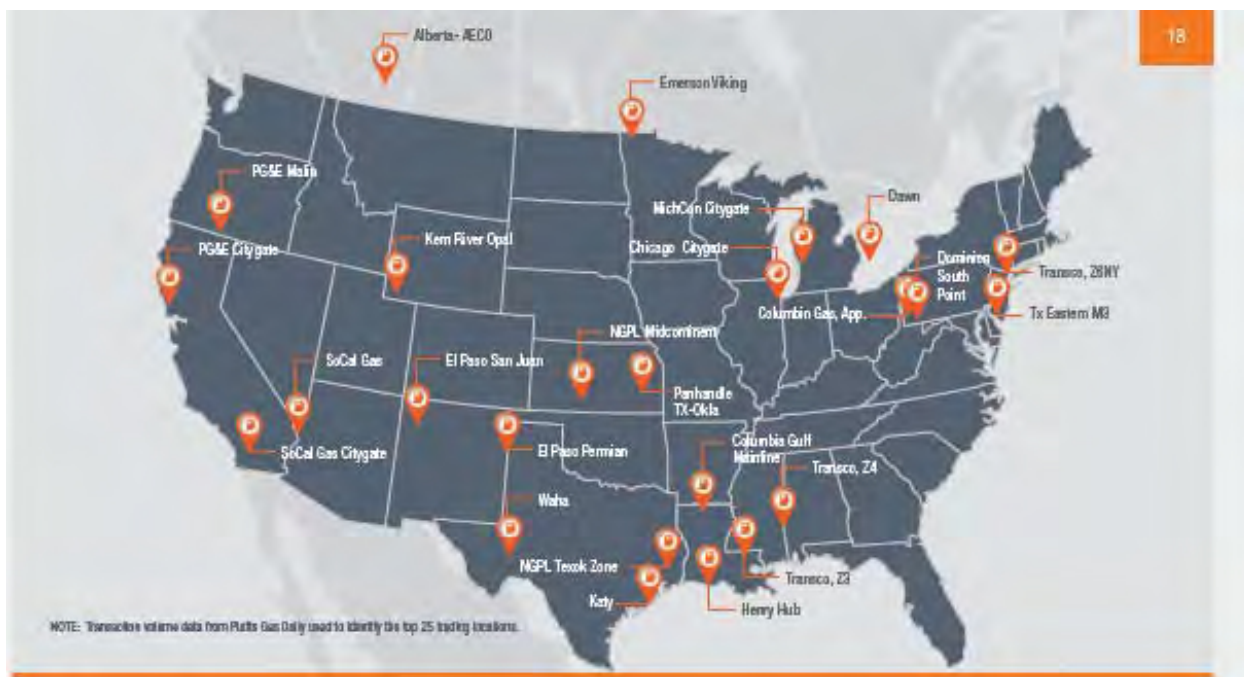 18
Alberta- AECO
Emerson Viking
PG&E Malin
MichCon Citygate
Dawn
Kern River Opal
PG&E Citygate
Chicago Citygate
Dominion
South
Point
Transco, Z6NY
Columbin Gas, App.
Tx Eastern M3
NGPL Midcontinent
SoCal Gas
El Paso San Juan
Panhandle
TX-Okla
Columbia Gulf
Mainline
SoCal Gas Citygate
El Paso Permian
Transco, Z4
Waha
NGPL Texok Zone
Transco, Z3
Katy
Henry Hub
NOTE: Transaction volume data from Platts Gas Daily used to identify the top 25 trading locations.